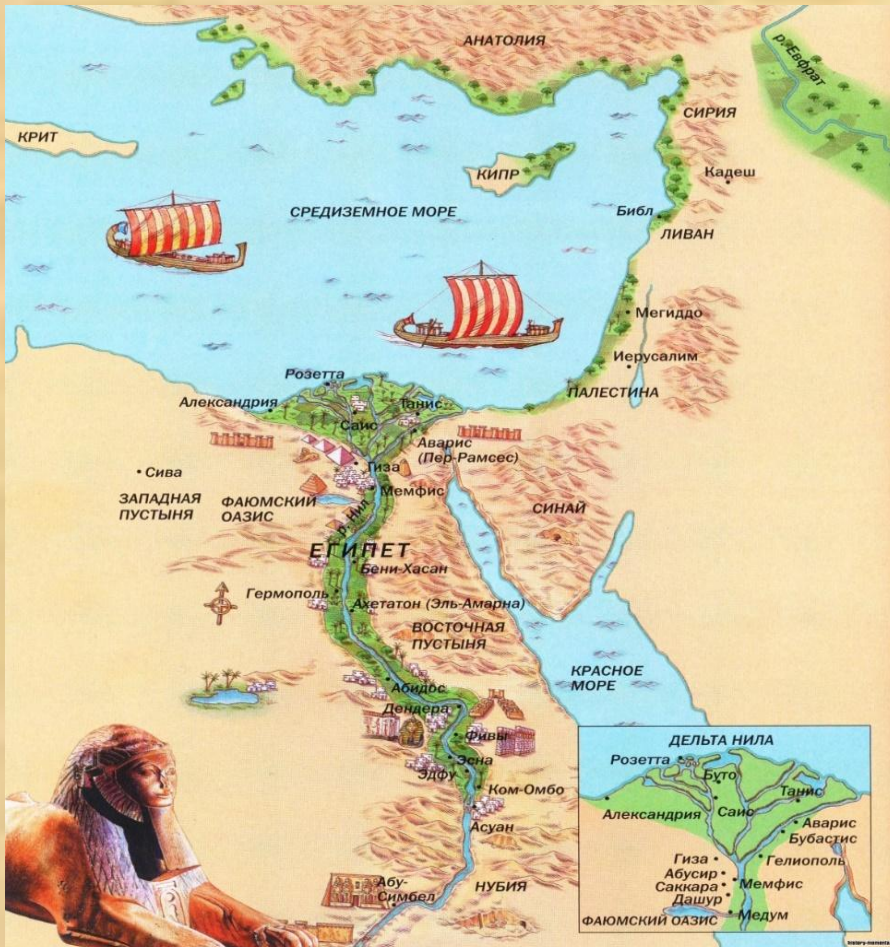 АНАТОЛИЯ
р. Евфрат
СИРИЯ
КРИТ
КИПР
Кадеш
СРЕДИЗЕМНОЕ МОРЕ
Библ
ЛИВАН
Мегиддо
Иерусалим
ПАЛЕСТИНА
Розетта
Александрия
Саис
Танис
Аварис
(Пер-Рамсес)
Гиза
Сива
Мемфис
ЗАПАДНАЯ
ПУСТЫНЯ
ФАЮМСКИЙ
ОАЗИС
р. Нил
СИНАЙ
ЕГИПЕТ
Бени-Хасан
Гермополь
Ахетатон (Эль-Амарна)
ВОСТОЧНАЯ
ПУСТЫНЯ
КРАСНОЕ
МОРЕ
Абидос
Дендера
Фивы
Эсна
Эдфу
Ком-Омбо
Асуан
Абу-
Симбел
НУБИЯ
ДЕЛЬТА НИЛА
Розетта
Буто
Танис
Александрия
Саис
Аварис
Бубастис
Гиза
Гелиополь
Абусир
Саккара
Мемфис
Дашур
ФАЮМСКИЙ ОАЗИС
Медум